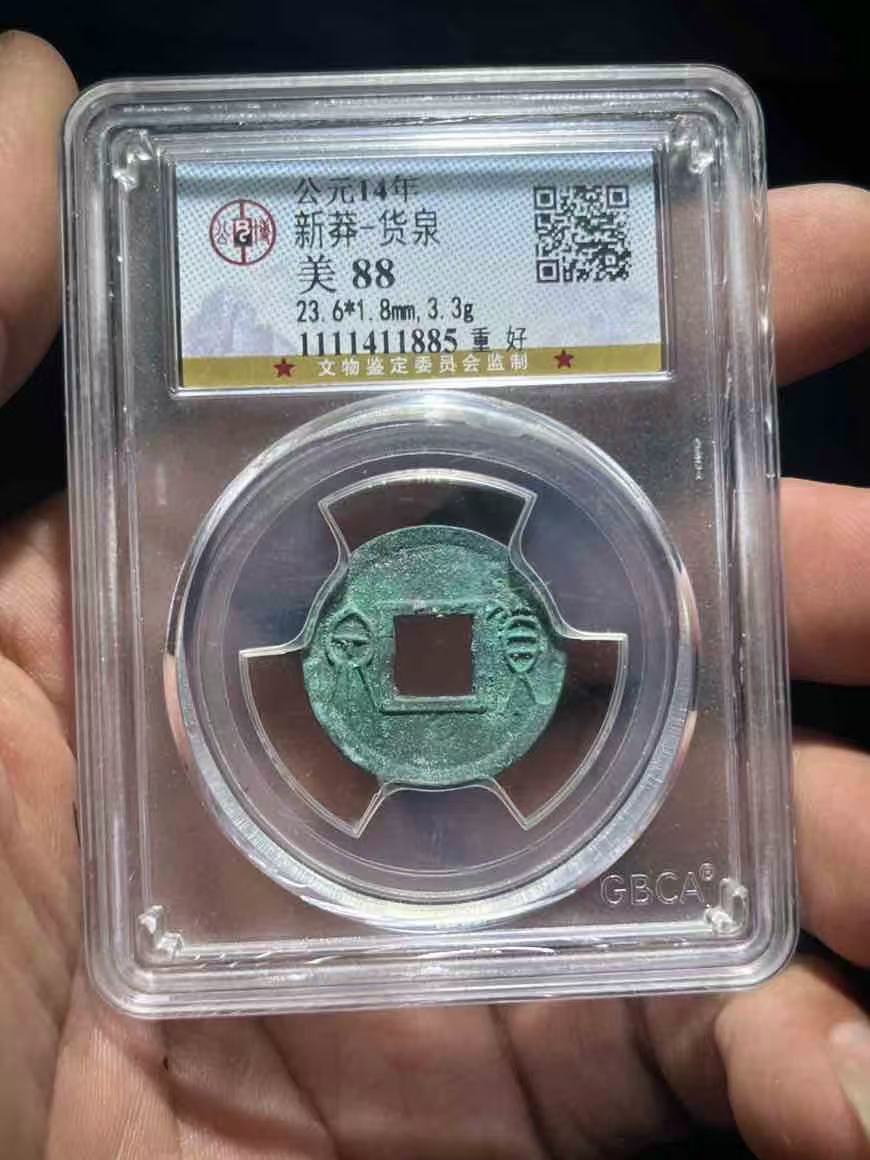 公元14年
新莽-货泉
美 88
23.6*1.8mm,3.3g
1111411885 重 好
文物鉴定委员会监制
GBCA®